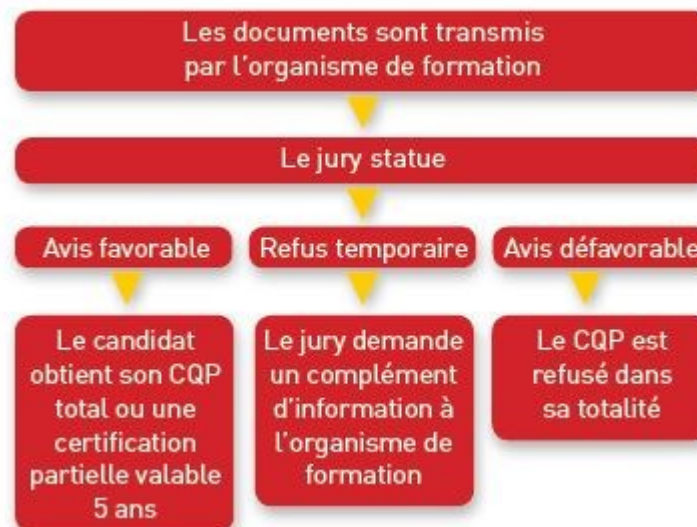 Les documents sont transmis
par l'organisme de formation
Le jury statue
Avis favorable
Refus temporaire
Avis défavorable
Le candidat
obtient son CQP
total ou une
certification
partielle valable
5 ans
Le jury demande
un complément
d'information à
l'organisme de
formation
Le CQP est
refusé dans
sa totalité